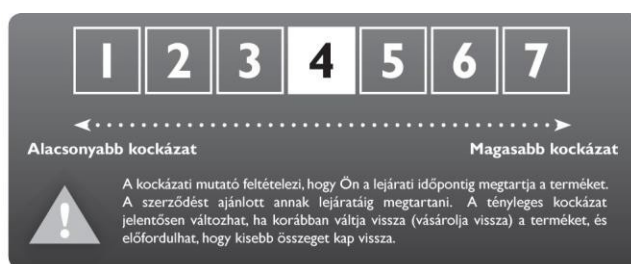 1 2 3 4 5 6 7
Alacsonyabb kockázat Magasabb kockázat
A kockázati mutató feltételezi, hogy Ön a lejárati időpontig megtartja a terméket.
A szerződést ajánlott annak lejáratáig megtartani. A tényleges kockázat
jelentősen változhat, ha korábban váltja vissza (vásárolja vissza) a terméket, és
előfordulhat, hogy kisebb összeget kap vissza.